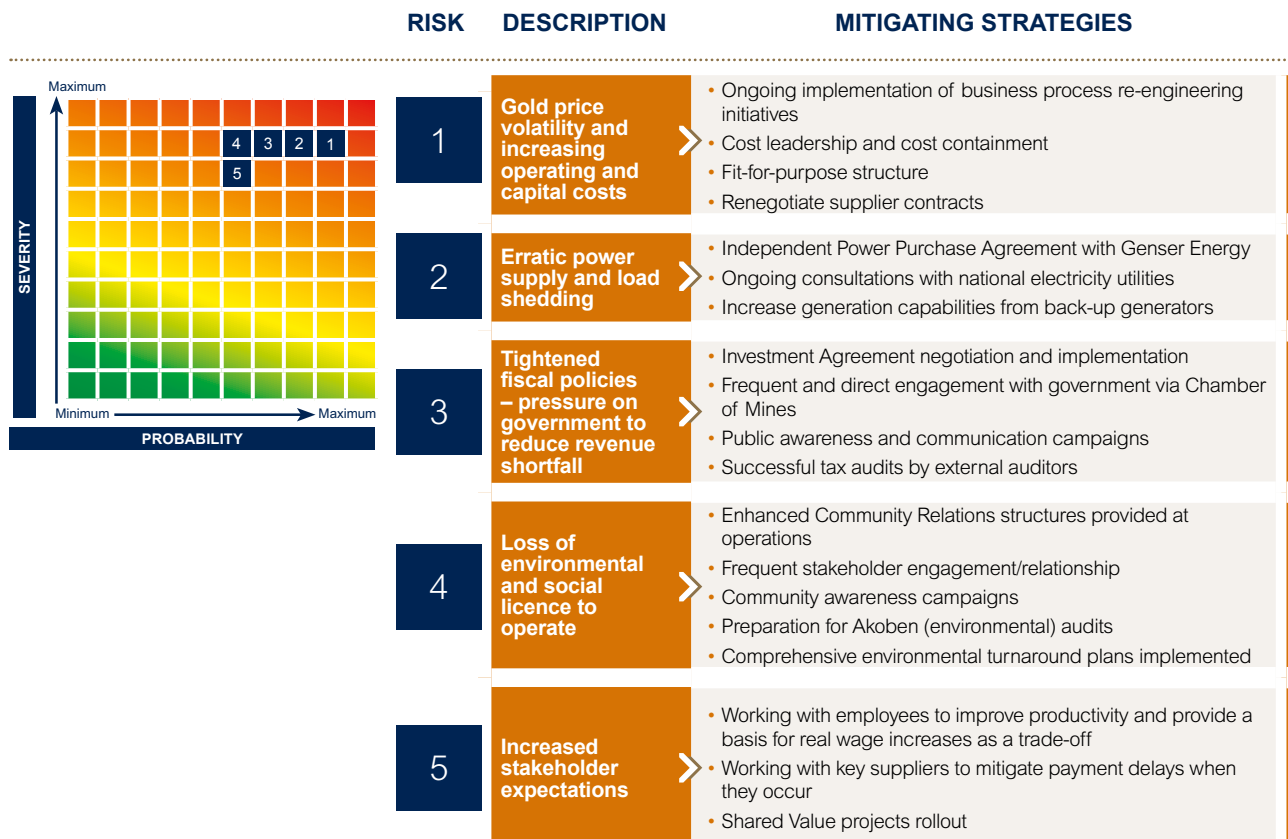 RISK DESCRIPTION MITIGATING STRATEGIES
Maximum
SEVERITY
4 3 2 1
5
Minimum Maximum
PROBABILITY
1
Gold price
volatility and
increasing
operating and
capital costs
• Ongoing implementation of business process re-engineering
initiatives
• Cost leadership and cost containment
• Fit-for-purpose structure
• Renegotiate supplier contracts
2
Erratic power
supply and load
shedding
• Independent Power Purchase Agreement with Genser Energy
• Ongoing consultations with national electricity utilities
• Increase generation capabilities from back-up generators
3
Tightened
fiscal policies
– pressure on
government to
reduce revenue
shortfall
• Investment Agreement negotiation and implementation
• Frequent and direct engagement with government via Chamber
of Mines
• Public awareness and communication campaigns
• Successful tax audits by external auditors
4
Loss of
environmental
and social
licence to
operate
• Enhanced Community Relations structures provided at
operations
• Frequent stakeholder engagement/relationship
• Community awareness campaigns
• Preparation for Akoben (environmental) audits
• Comprehensive environmental turnaround plans implemented
5
Increased
stakeholder
expectations
• Working with employees to improve productivity and provide a
basis for real wage increases as a trade-off
• Working with key suppliers to mitigate payment delays when
they occur
• Shared Value projects rollout